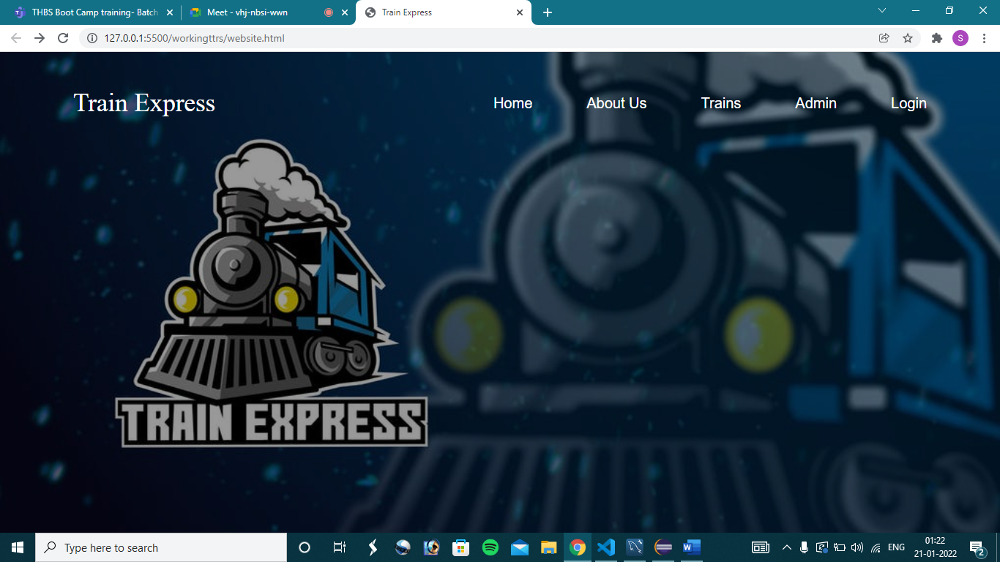 THBS Boot Camp training- Batch
Meet - vhj-nbsi-wwn
Train Express
127.0.0.1:5500/workingttrs/website.html
S
Train Express
Home
About Us
Trains
Admin
Login
TRAIN EXPRESS
Type here to search
ENG
01:22
21-01-2022
2